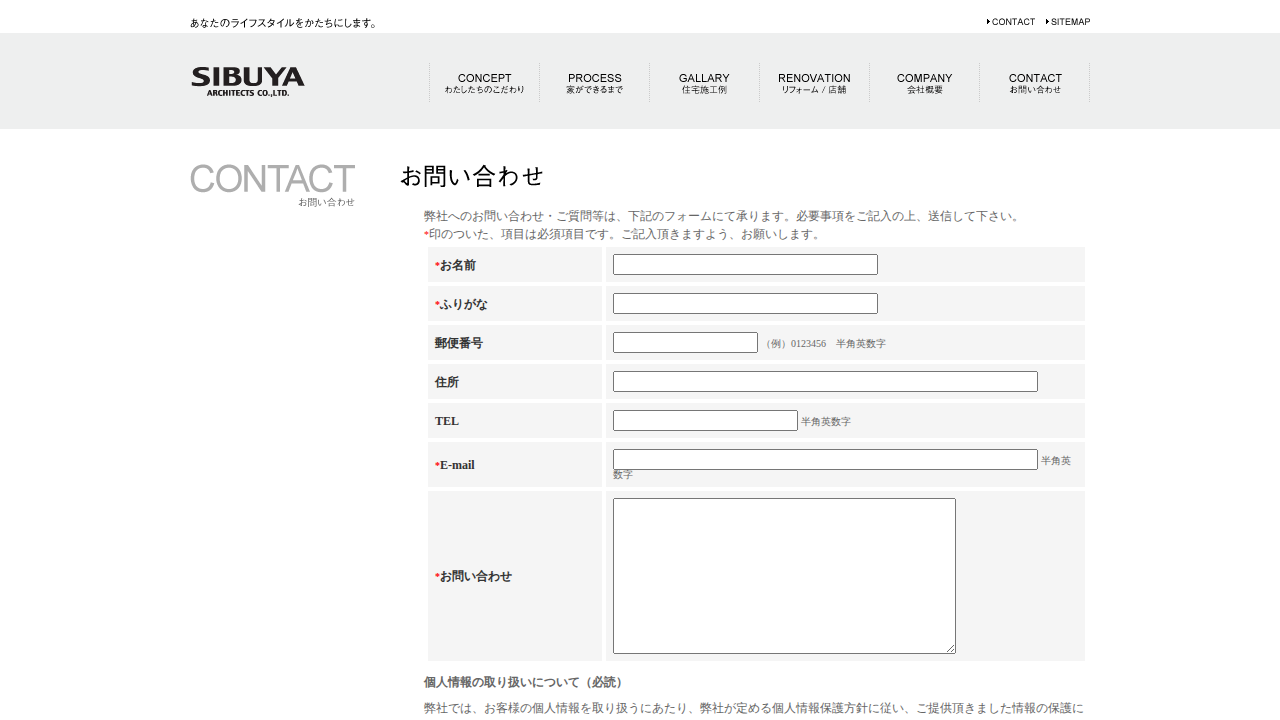 あなたのライフスタイルをかたちにします。
CONTACT SITEMAP
SIBUYA
ARCHITECTS CO.,LTD.
CONCEPT
わたしたちのこだわり
PROCESS
家ができるまで
GALLARY
住宅施工例
RENOVATION
リフォーム / 店舗
COMPANY
会社概要
CONTACT
お問い合わせ
CONTACT
お問い合わせ
お問い合わせ
弊社へのお問い合わせ・ご質問等は、下記のフォームにて承ります。必要事項をご記入の上、送信して下さい。
*印のついた、項目は必須項目です。ご記入頂きますよう、お願いします。
*お名前
*ふりがな
郵便番号 （例）0123456　半角英数字
住所
TEL 半角英数字
*E-mail 半角英
数字
*お問い合わせ
個人情報の取り扱いについて（必読）
弊社では、お客様の個人情報を取り扱うにあたり、弊社が定める個人情報保護方針に従い、ご提供頂きました情報の保護に